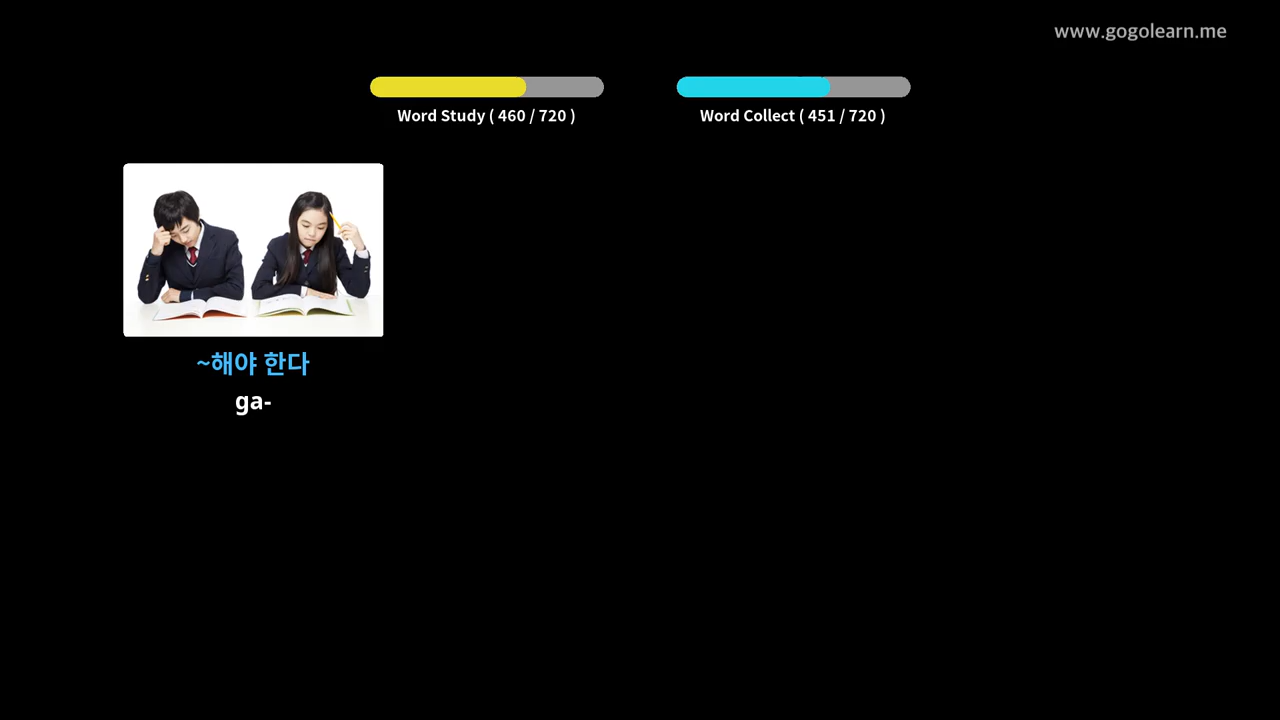 www.gogolearn.me
Word Study ( 460 / 720 )
Word Collect ( 451 / 720 )
~해야 한다
ga-